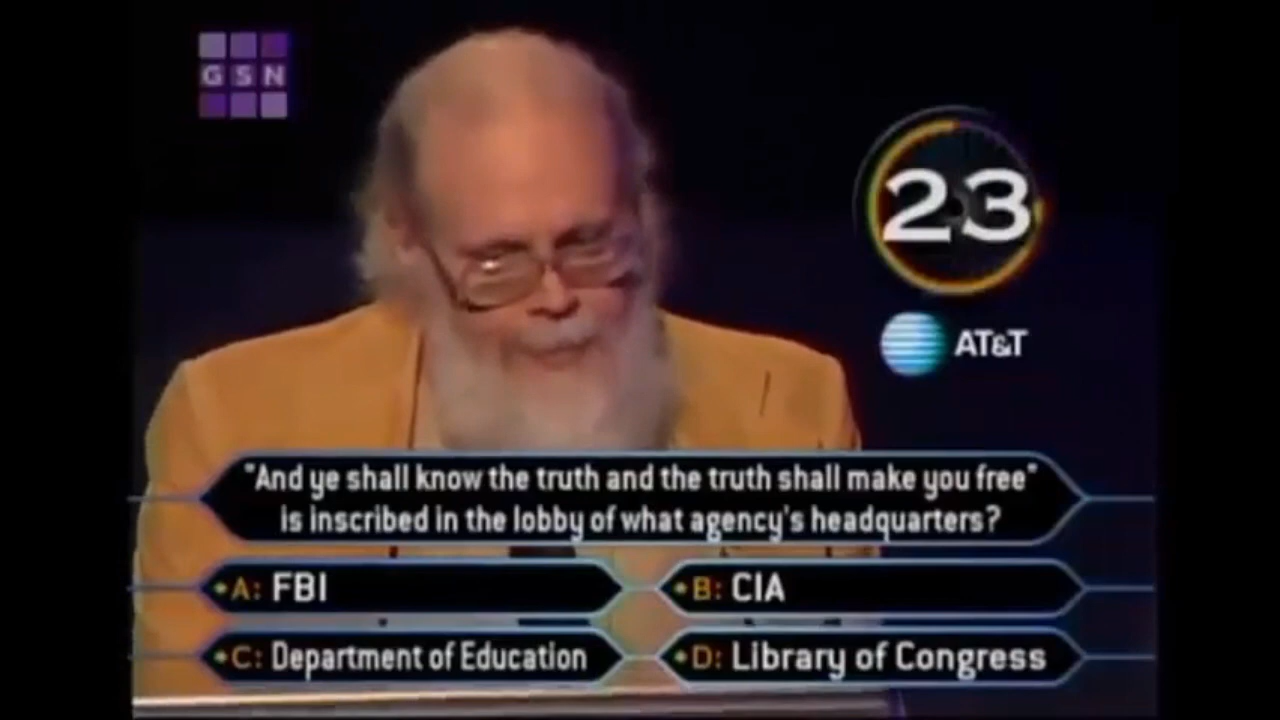 GSN
23
AT&T
"And ye shall know the truth and the truth shall make you free"
is inscribed in the lobby of what agency's headquarters?
A: FBI
B: CIA
C: Department of Education
D: Library of Congress